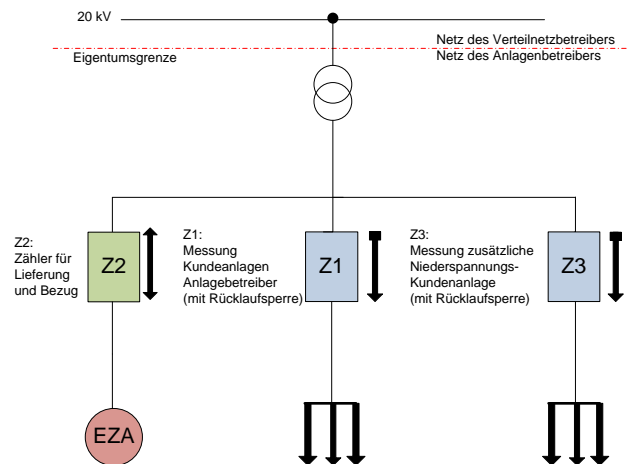 20 kV
Netz des Verteilnetzbetreibers
Eigentumsgrenze
Netz des Anlagenbetreibers
Z2:
Zähler für
Lieferung
und Bezug
Z2
Z1:
Messung
Kundeanlagen
Anlagebetreiber
(mit Rücklaufsperre)
Z1
Z3:
Messung zusätzliche
Niederspannungs-
Kundenanlage
(mit Rücklaufsperre)
Z3
EZA